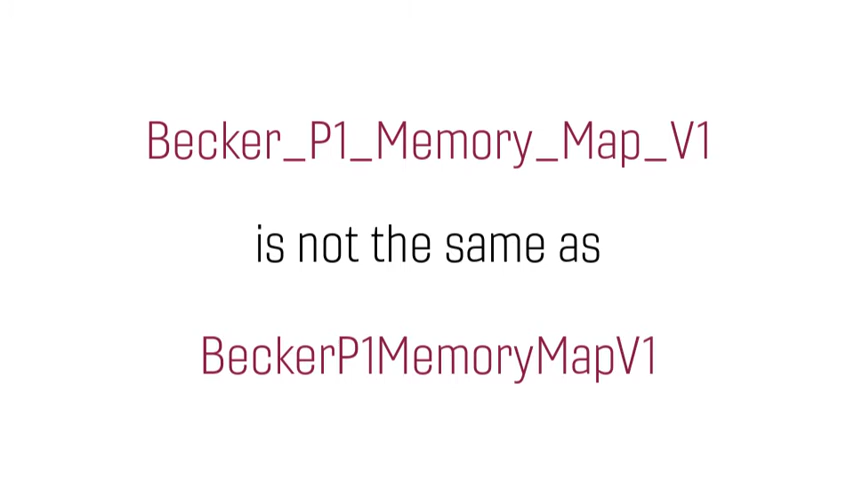 Becker_P1_Memory_Map_V1
is not the same as
BeckerP1MemoryMapV1